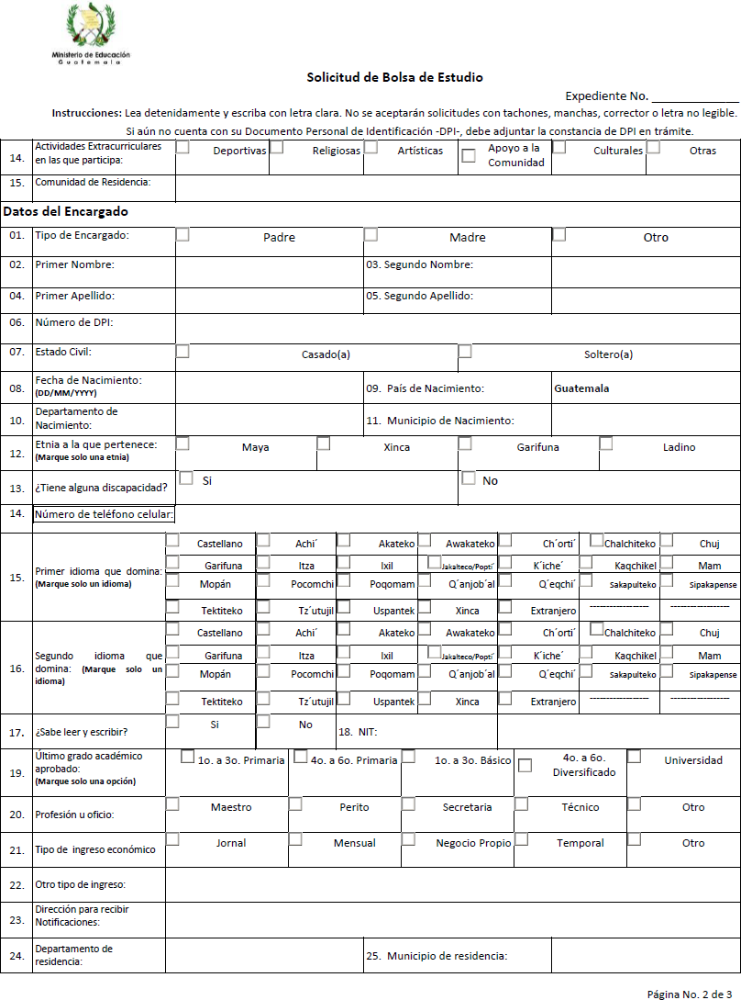 Ministerio de Educación
Guatemala
Solicitud de Bolsa de Estudio
Expediente No. _______________
Instrucciones: Lea detenidamente y escriba con letra clara. No se aceptarán solicitudes con tachones, manchas, corrector o letra no legible.
Si aún no cuenta con su Documento Personal de Identificación -DPI-, debe adjuntar la constancia de DPI en trámite.
14. Actividades Extracurriculares en las que participa: Deportivas Religiosas Artísticas Apoyo a la Comunidad Culturales Otras
15. Comunidad de Residencia:
Datos del Encargado
01. Tipo de Encargado: Padre Madre Otro
02. Primer Nombre: 03. Segundo Nombre:
04. Primer Apellido: 05. Segundo Apellido:
06. Número de DPI:
07. Estado Civil: Casado(a) Soltero(a)
08. Fecha de Nacimiento: (DD/MM/YYYY) 09. País de Nacimiento: Guatemala
10. Departamento de Nacimiento: 11. Municipio de Nacimiento:
12. Etnia a la que pertenece: (Marque solo una etnia) Maya Xinca Garifuna Ladino
13. ¿Tiene alguna discapacidad? Si No
14. Número de teléfono celular:
15. Primer idioma que domina: (Marque solo un idioma)
Castellano Achi´ Akateko Awakateko Ch´orti´ Chalchiteko Chuj
Garifuna Itza Ixil Jakalteco/Popti´ K´iche´ Kaqchikel Mam
Mopán Pocomchi Poqomam Q´anjob´al Q´eqchi´ Sakapulteko Sipakapense
Tektiteko Tz´utujil Uspantek Xinca Extranjero ------------------- -------------------
16. Segundo idioma que domina: (Marque solo un idioma)
Castellano Achi´ Akateko Awakateko Ch´orti´ Chalchiteko Chuj
Garifuna Itza Ixil Jakalteco/Popti´ K´iche´ Kaqchikel Mam
Mopán Pocomchi Poqomam Q´anjob´al Q´eqchi´ Sakapulteko Sipakapense
Tektiteko Tz´utujil Uspantek Xinca Extranjero ------------------- -------------------
17. ¿Sabe leer y escribir? Si No 18. NIT:
19. Último grado académico aprobado: (Marque solo una opción) 1o. a 3o. Primaria 4o. a 6o. Primaria 1o. a 3o. Básico 4o. a 6o. Diversificado Universidad
20. Profesión u oficio: Maestro Perito Secretaria Técnico Otro
21. Tipo de ingreso económico Jornal Mensual Negocio Propio Temporal Otro
22. Otro tipo de ingreso:
23. Dirección para recibir Notificaciones:
24. Departamento de residencia: 25. Municipio de residencia:
Página No. 2 de 3